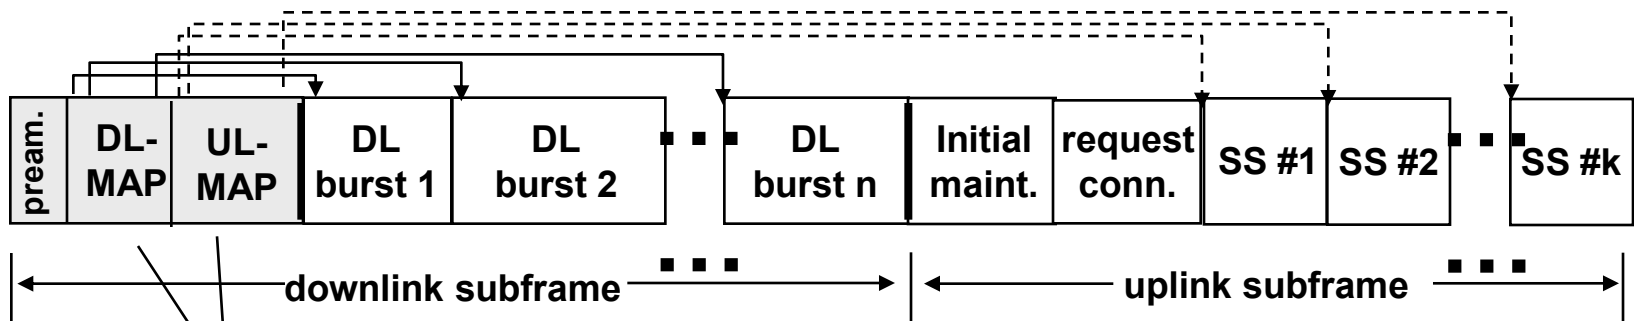 pream.
DL-
MAP
UL-
MAP
DL
burst 1
DL
burst 2
DL
burst n
Initial
maint.
request
conn.
SS #1
SS #2
SS #k
downlink subframe
uplink subframe